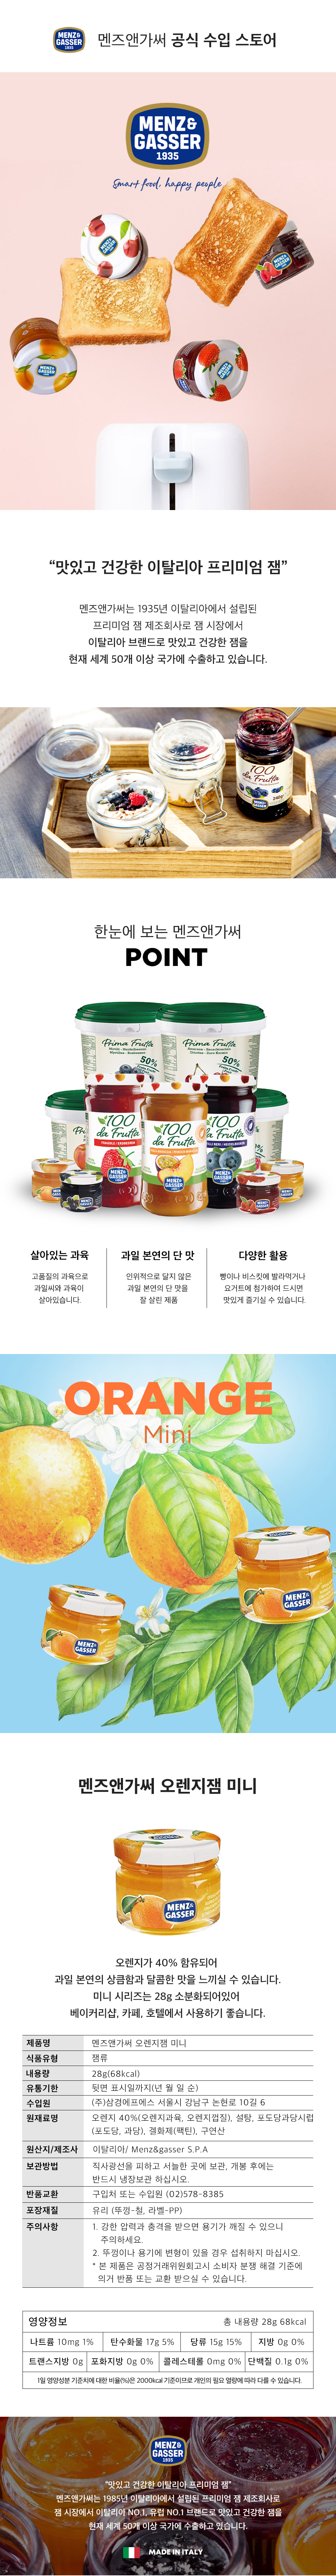 MENZ&
GASSER
1935
멘즈앤가써 공식 수입 스토어
MENZ&
GASSER
1935
Smart food, happy people
MENZ&
GASSER
MENZ&
GASSER
MENZ&
GASSER
MENZ&
GASSER
“맛있고 건강한 이탈리아 프리미엄 잼”
멘즈앤가써는 1935년 이탈리아에서 설립된
프리미엄 잼 제조회사로 잼 시장에서
이탈리아 브랜드로 맛있고 건강한 잼을
현재 세계 50개 이상 국가에 수출하고 있습니다.
100
da Frutta
240g
한눈에 보는 멘즈앤가써
POINT
Prima Frutta
50%
Prima Frutta
50%
100
da Frutta
100
da Frutta
100
da Frutta
MENZ&
GASSER
MENZ&
GASSER
MENZ&
GASSER
살아있는 과육
고품질의 과육으로
과일씨와 과육이
살아있습니다.
과일 본연의 단 맛
인위적으로 달지 않은
과일 본연의 단 맛을
잘 살린 제품
다양한 활용
빵이나 비스킷에 발라먹거나
요거트에 첨가하여 드시면
맛있게 즐기실 수 있습니다.
ORANGE
Mini
MENZ&
GASSER
MENZ&
GASSER
멘즈앤가써 오렌지잼 미니
MENZ&
GASSER
오렌지가 40% 함유되어
과일 본연의 상큼함과 달콤한 맛을 느끼실 수 있습니다.
미니 시리즈는 28g 소분화되어있어
베이커리샵, 카페, 호텔에서 사용하기 좋습니다.
제품명 멘즈앤가써 오렌지잼 미니
식품유형 잼류
내용량 28g(68kcal)
유통기한 뒷면 표시일까지(년 월 일 순)
수입원 (주)삼경에프에스 서울시 강남구 논현로 10길 6
원재료명 오렌지 40%(오렌지과육, 오렌지껍질), 설탕, 포도당과당시럽
(포도당, 과당), 겔화제(팩틴), 구연산
원산지/제조사 이탈리아/ Menz&gasser S.P.A
보관방법 직사광선을 피하고 서늘한 곳에 보관, 개봉 후에는
반드시 냉장보관 하십시오.
반품교환 구입처 또는 수입원 (02)578-8385
포장재질 유리 (뚜껑-철, 라벨-PP)
주의사항 1. 강한 압력과 충격을 받으면 용기가 깨질 수 있으니
주의하세요.
2. 뚜껑이나 용기에 변형이 있을 경우 섭취하지 마십시오.
* 본 제품은 공정거래위원회고시 소비자 분쟁 해결 기준에
의거 반품 또는 교환 받으실 수 있습니다.
영양정보 총 내용량 28g 68kcal
나트륨 10mg 1% 탄수화물 17g 5% 당류 15g 15% 지방 0g 0%
트랜스지방 0g 포화지방 0g 0% 콜레스테롤 0mg 0% 단백질 0.1g 0%
1일 영양성분 기준치에 대한 비율(%)은 2000kcal 기준이므로 개인의 필요 열량에 따라 다를 수 있습니다.
MENZ&
GASSER
1935
"맛있고 건강한 이탈리아 프리미엄 잼"
멘즈앤가써는 1985년 이탈리아에서 설립된 프리미엄 잼 제조회사로
잼 시장에서 이탈리아 NO.1, 유럽 NO.1 브랜드로 맛있고 건강한 잼을
현재 세계 50개 이상 국가에 수출하고 있습니다.
MADE IN ITALY